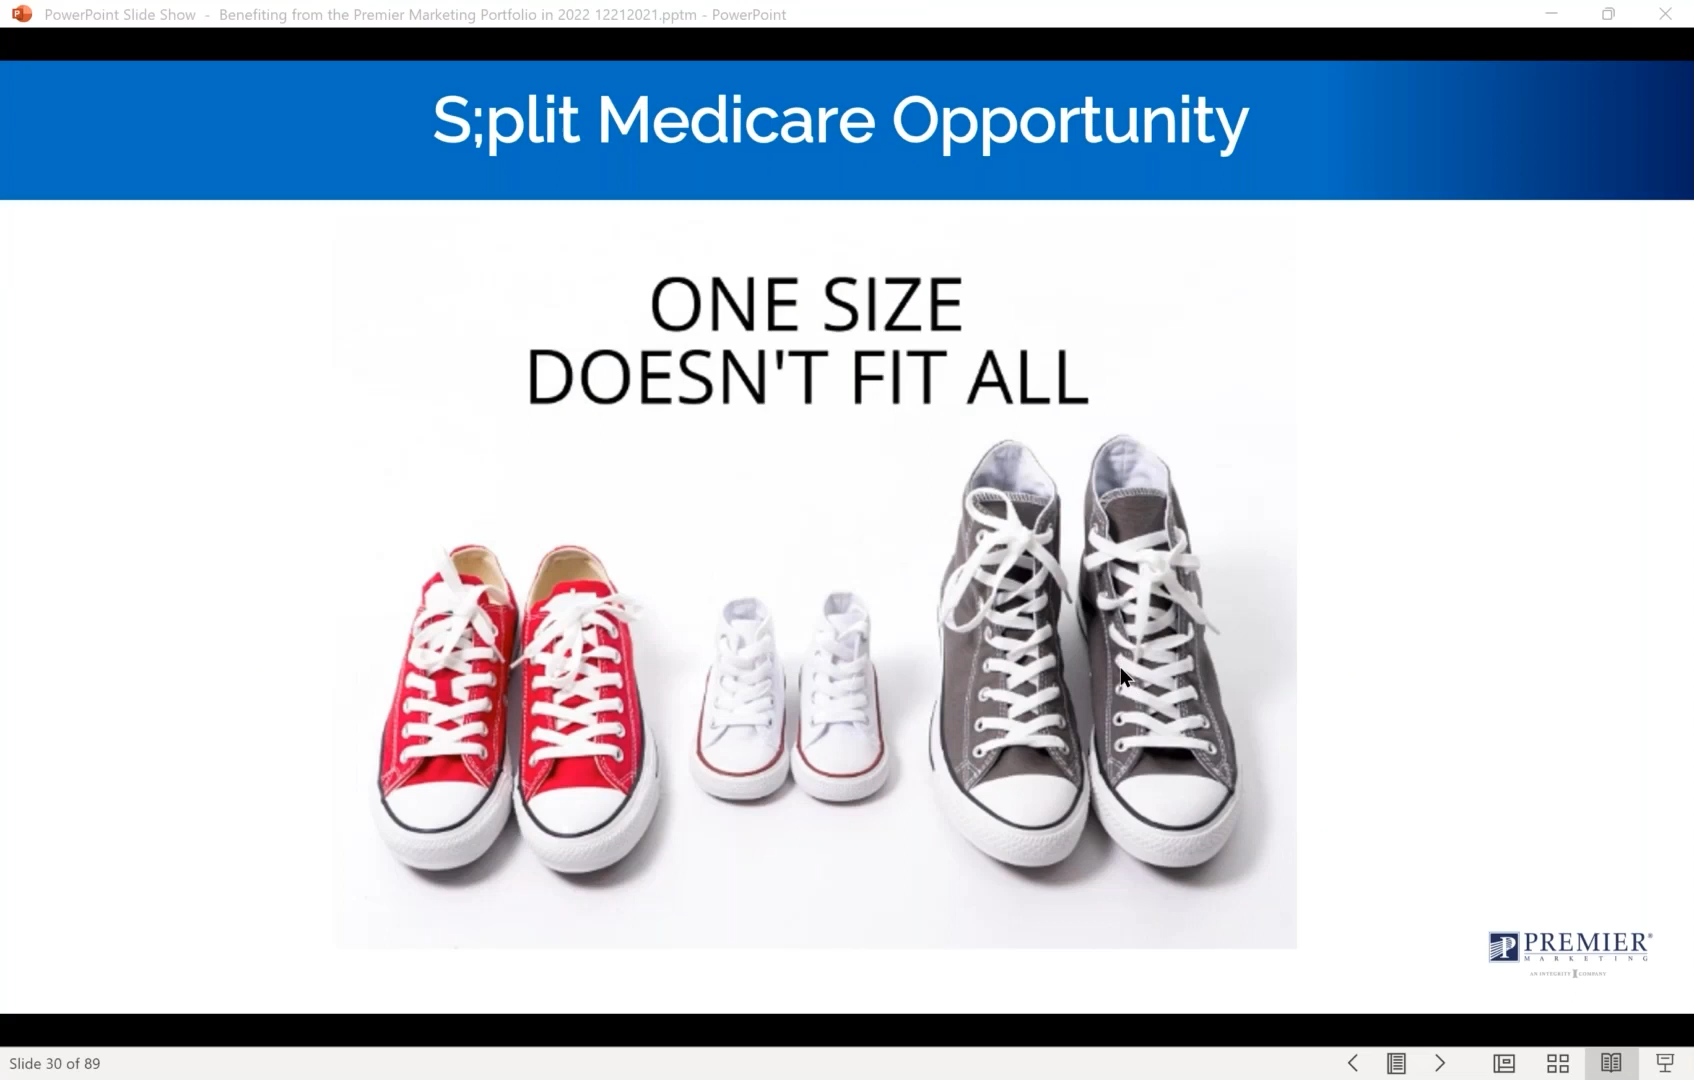 PowerPoint Slide Show - Benefiting from the Premier Marketing Portfolio in 2022 12212021.pptm - PowerPoint
S;plit Medicare Opportunity
ONE SIZE
DOESN'T FIT ALL
PREMIER®
MARKETING
AN INTEGRITY COMPANY
Slide 30 of 89